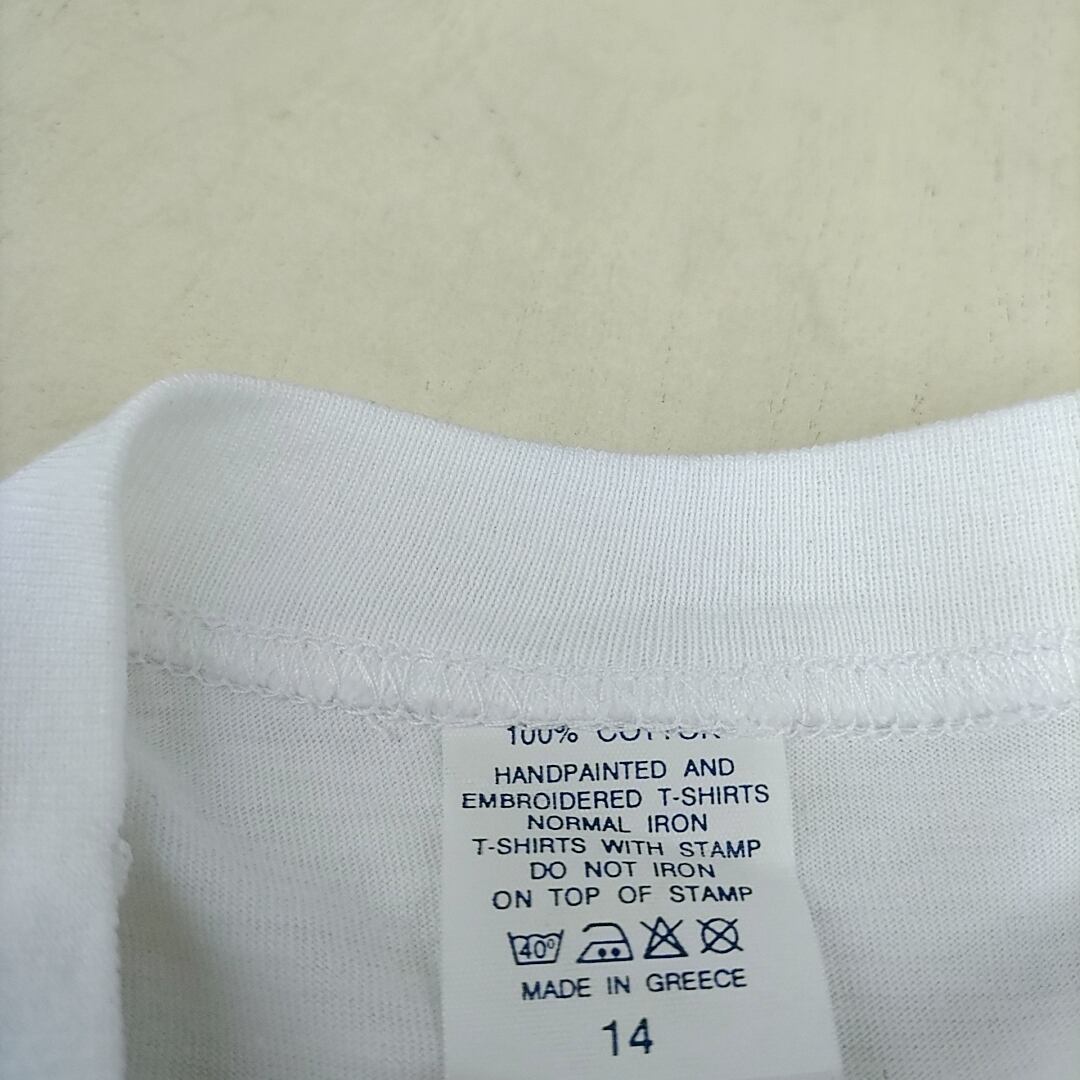 100% COTTON
HANDPAINTED AND
EMBROIDERED T-SHIRTS
NORMAL IRON
T-SHIRTS WITH STAMP
DO NOT IRON
ON TOP OF STAMP
40°
MADE IN GREECE
14